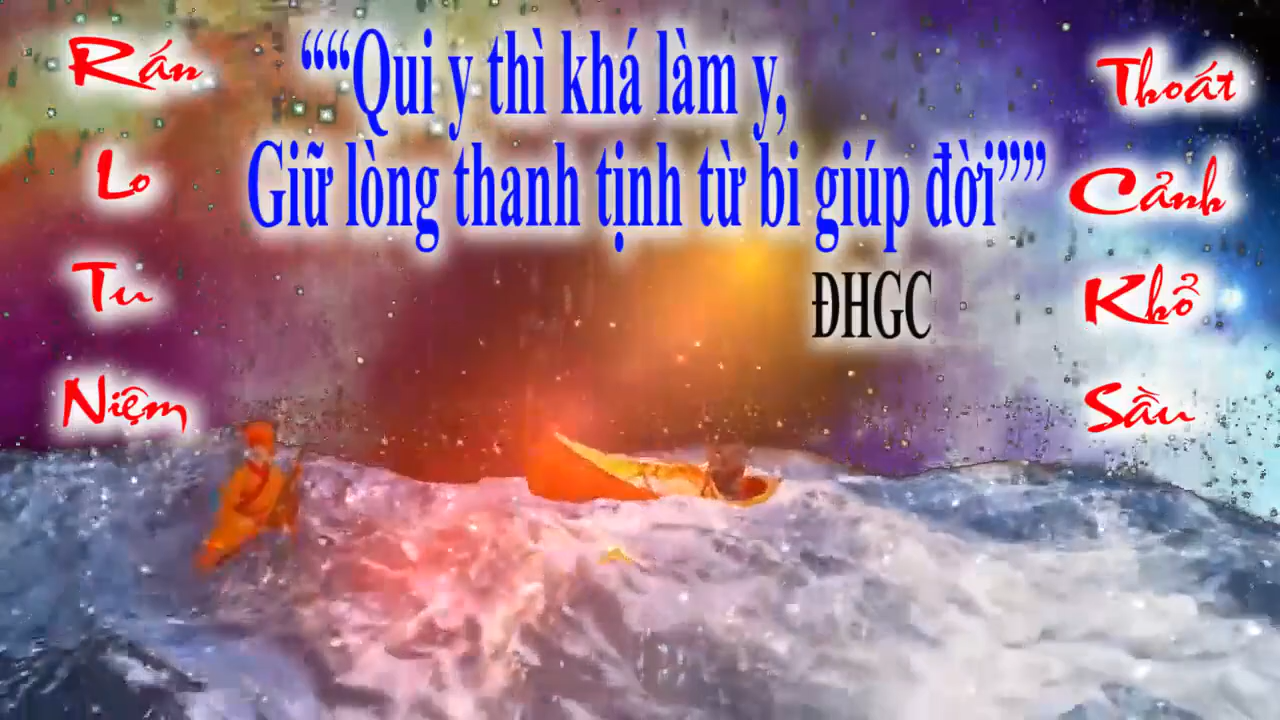 Rấn
Lo
Tu
Niệm
““Qui y thì khá làm y,
Giữ lòng thanh tịnh từ bi giúp đời””
ĐHGC
Thoát
Cảnh
Khổ
Sầu